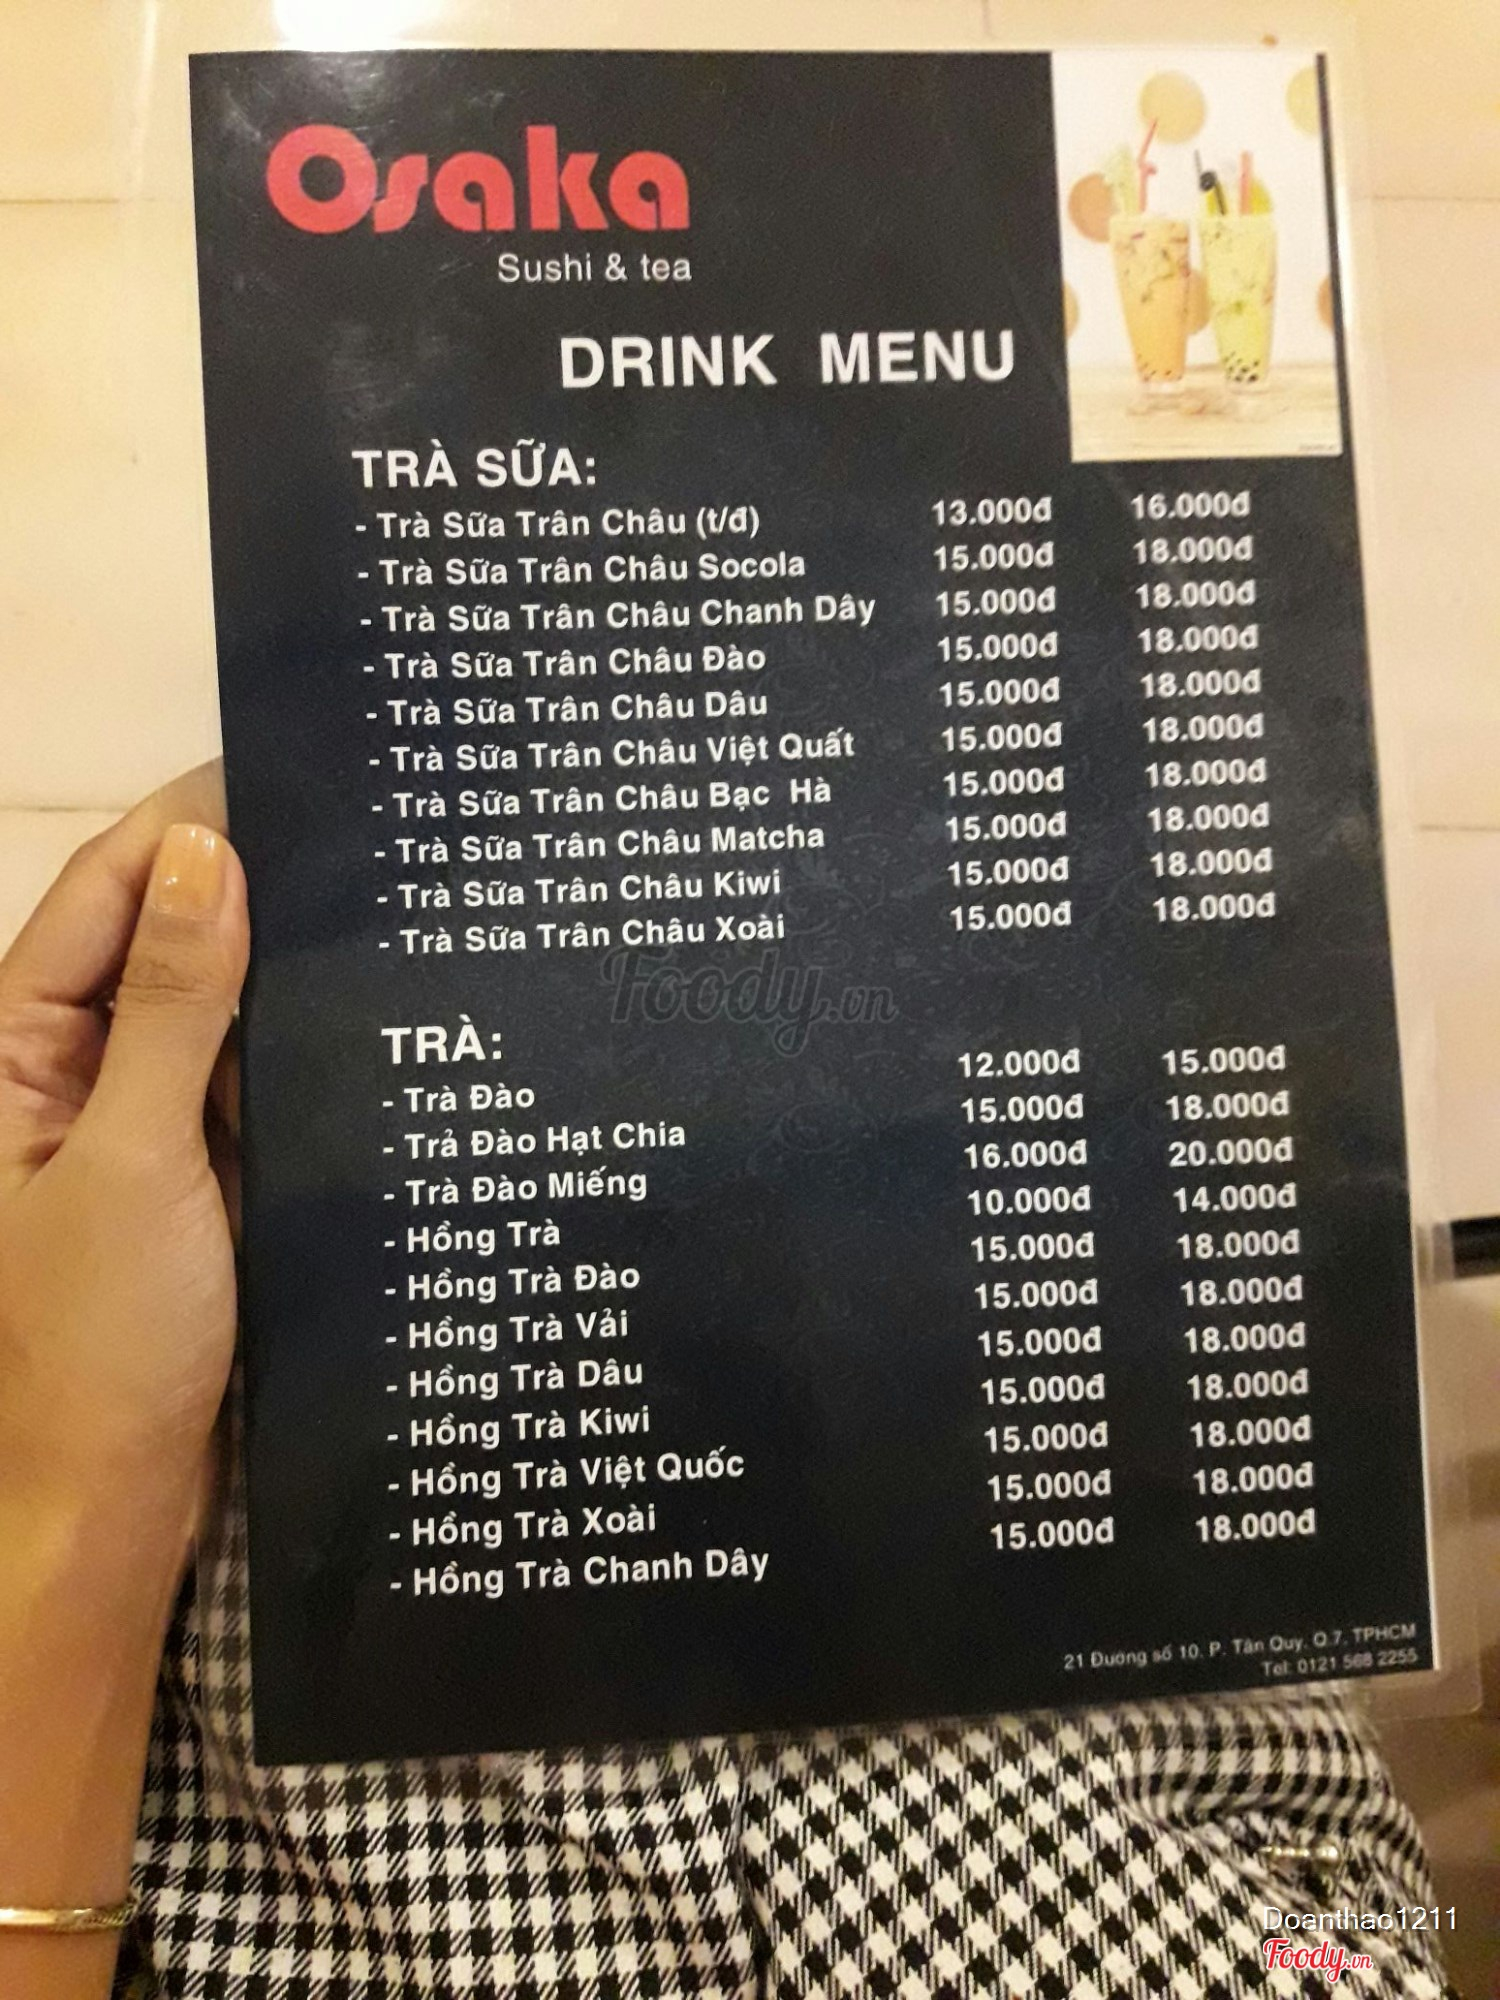 Osaka
Sushi & tea
DRINK MENU
TRÀ SỮA:
- Trà Sữa Trân Châu (t/đ) 13.000đ 16.000đ
- Trà Sữa Trân Châu Socola 15.000đ 18.000đ
- Trà Sữa Trân Châu Chanh Dây 15.000đ 18.000đ
- Trà Sữa Trân Châu Đào 15.000đ 18.000đ
- Trà Sữa Trân Châu Dâu 15.000đ 18.000đ
- Trà Sữa Trân Châu Việt Quất 15.000đ 18.000đ
- Trà Sữa Trân Châu Bạc Hà 15.000đ 18.000đ
- Trà Sữa Trân Châu Matcha 15.000đ 18.000đ
- Trà Sữa Trân Châu Kiwi 15.000đ 18.000đ
- Trà Sữa Trân Châu Xoài 15.000đ 18.000đ
Foody.vn
TRÀ:
- Trà Đào 12.000đ 15.000đ
- Trả Đào Hạt Chia 15.000đ 18.000đ
- Trà Đào Miếng 16.000đ 20.000đ
- Hồng Trà 10.000đ 14.000đ
- Hồng Trà Đào 15.000đ 18.000đ
- Hồng Trà Vải 15.000đ 18.000đ
- Hồng Trà Dâu 15.000đ 18.000đ
- Hồng Trà Kiwi 15.000đ 18.000đ
- Hồng Trà Việt Quốc 15.000đ 18.000đ
- Hồng Trà Xoài 15.000đ 18.000đ
- Hồng Trà Chanh Dây 15.000đ 18.000đ
21 Đường số 10. P. Tân Quy. Q.7. TPHCM
Tel: 0121 568 2255
Doanthao1211
Foody.vn